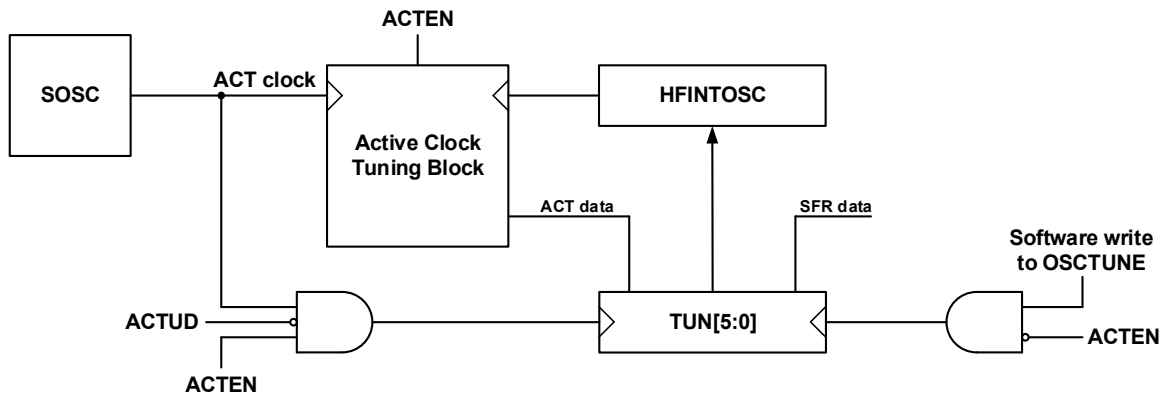 ACTEN
SOSC
ACT clock
HFINTOSC
Active Clock
Tuning Block
ACT data
SFR data
Software write
to OSCTUNE
ACTUD
TUN[5:0]
ACTEN
ACTEN